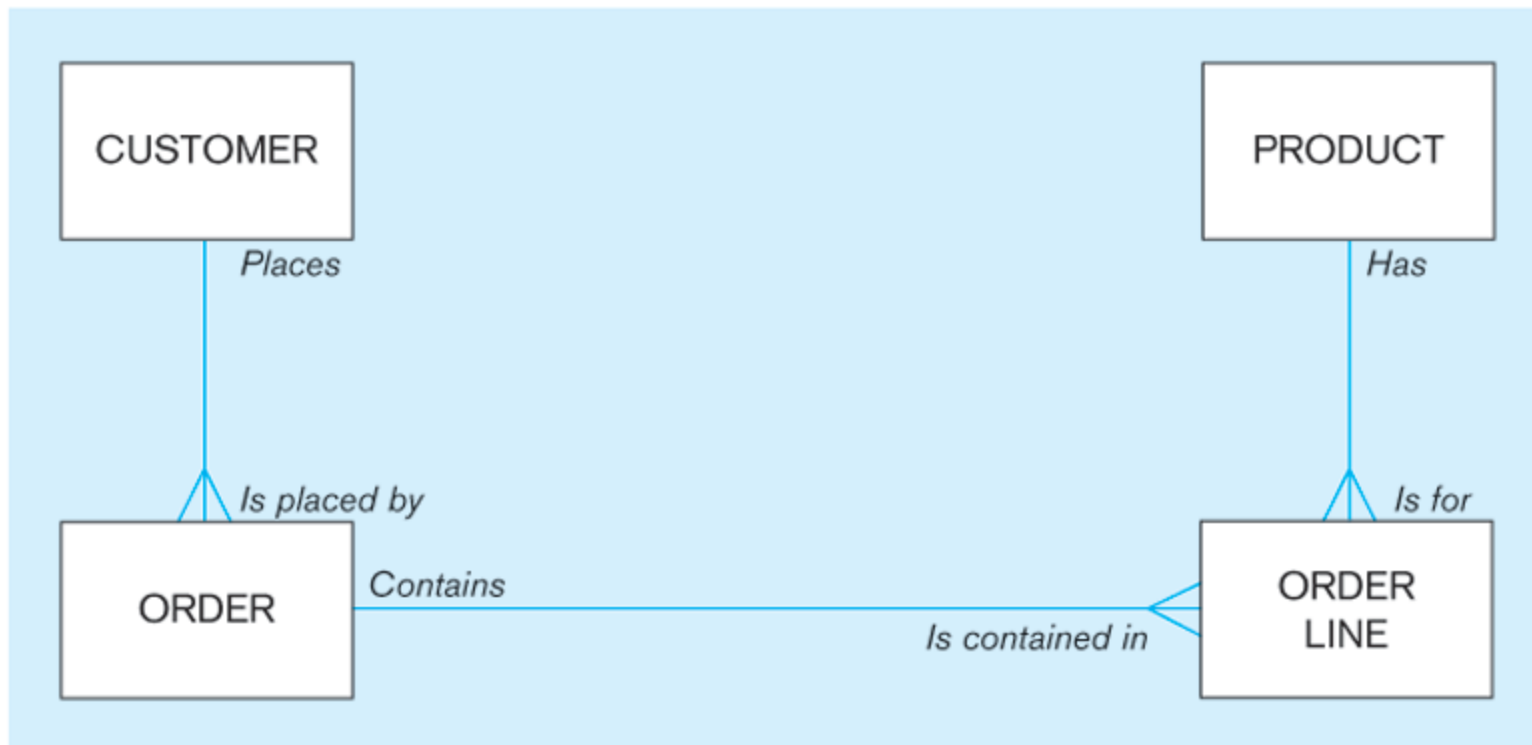 CUSTOMER
PRODUCT
Places
Has
Is placed by
Is for
ORDER
Contains
Is contained in
ORDER
LINE